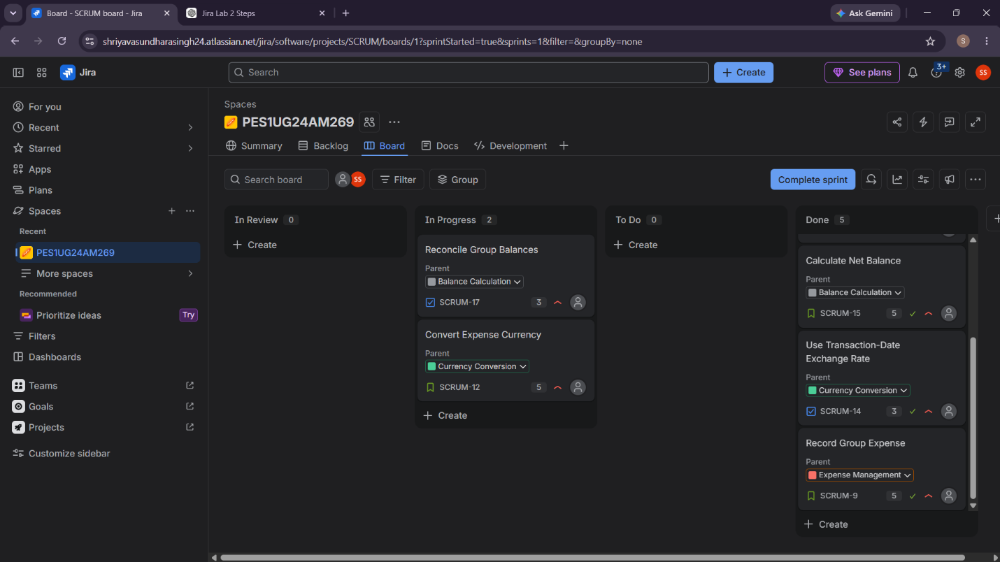 Board - SCRUM board - Jira
Jira Lab 2 Steps
Ask Gemini
shriyavasundharasingh24.atlassian.net/jira/software/projects/SCRUM/boards/1?sprintStarted=true&sprints=1&filter=&groupBy=none
S
Jira
Search
Create
See plans
3+
SS
For you
Recent
Starred
Apps
Plans
Spaces
Recent
PES1UG24AM269
More spaces
Recommended
Prioritize ideas
Try
Filters
Dashboards
Teams
Goals
Projects
Customize sidebar
Spaces
PES1UG24AM269
Summary
Backlog
Board
Docs
Development
Search board
SS
Filter
Group
Complete sprint
In Review 0
Create
In Progress 2
Reconcile Group Balances
Parent
Balance Calculation
SCRUM-17 3
Convert Expense Currency
Parent
Currency Conversion
SCRUM-12 5
Create
To Do 0
Create
Done 5
Calculate Net Balance
Parent
Balance Calculation
SCRUM-15 5
Use Transaction-Date
Exchange Rate
Parent
Currency Conversion
SCRUM-14 3
Record Group Expense
Parent
Expense Management
SCRUM-9 5
Create